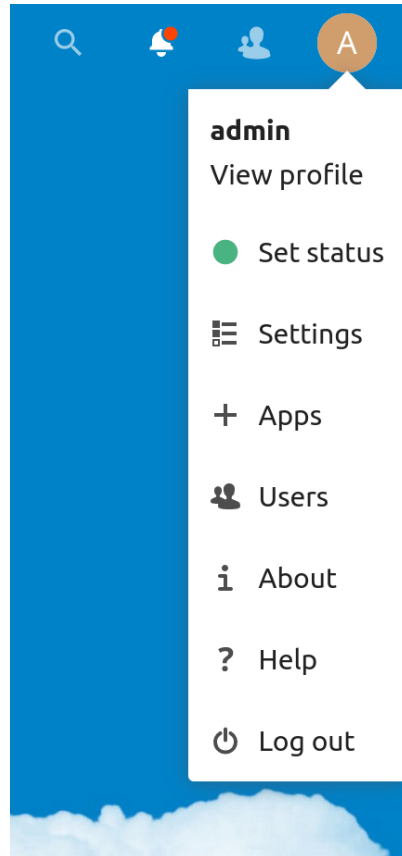 A
admin
View profile
Set status
Settings
Apps
Users
About
Help
Log out